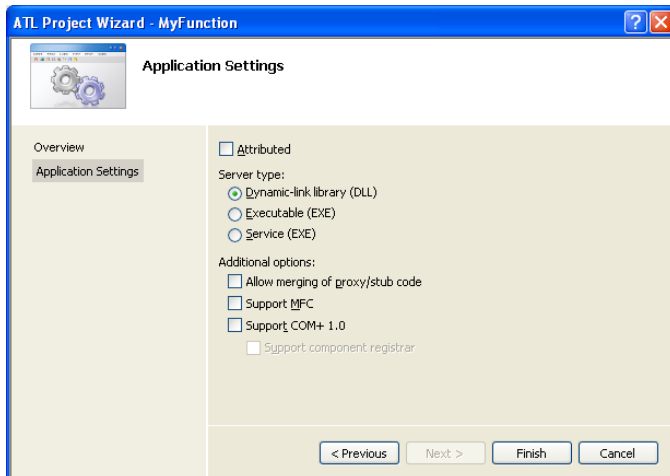 ATL Project Wizard - MyFunction
Application Settings
Overview
Application Settings
Attributed
Server type:
Dynamic-link library (DLL)
Executable (EXE)
Service (EXE)
Additional options:
Allow merging of proxy/stub code
Support MFC
Support COM+ 1.0
Support component registrar
< Previous
Next >
Finish
Cancel